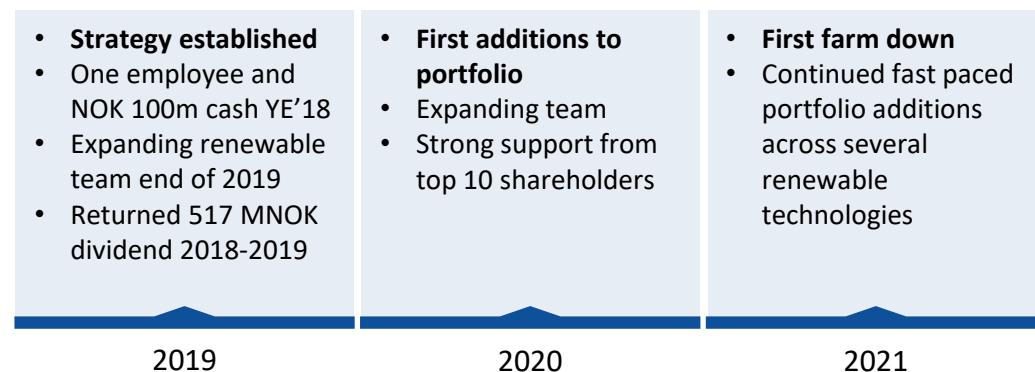 • Strategy established
• One employee and
NOK 100m cash YE’18
• Expanding renewable
team end of 2019
• Returned 517 MNOK
dividend 2018-2019
• First additions to
portfolio
• Expanding team
• Strong support from
top 10 shareholders
• First farm down
• Continued fast paced
portfolio additions
across several
renewable
technologies
2019
2020
2021